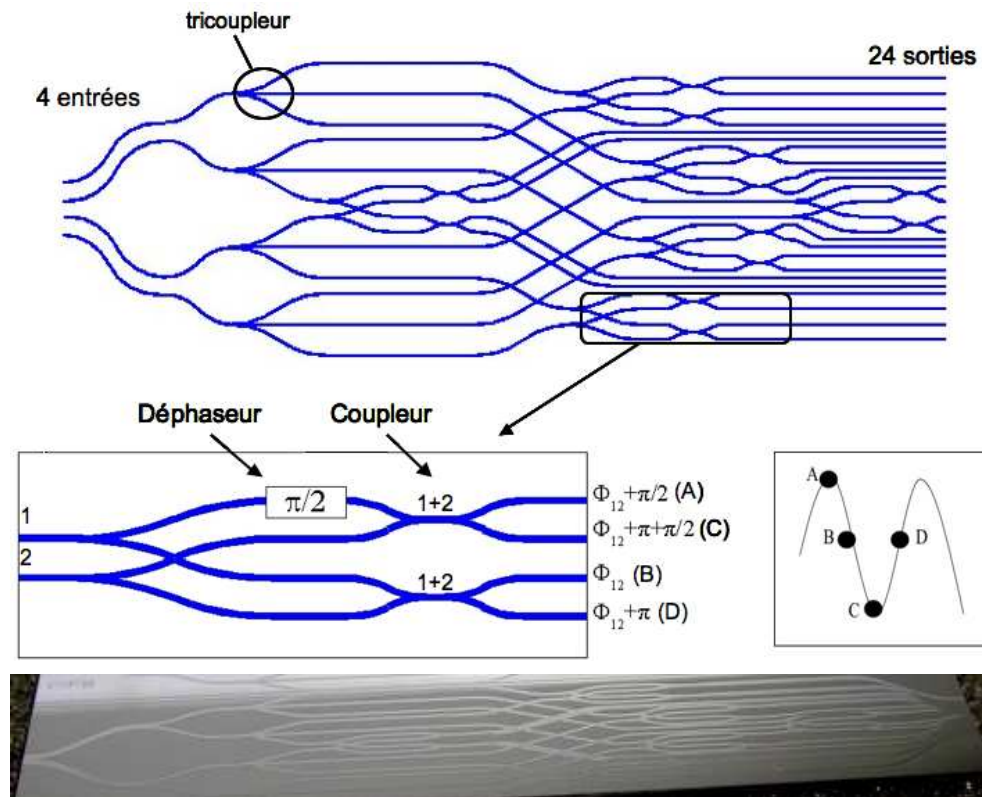 tricoupleur
24 sorties
4 entrées
Déphaseur
Coupleur
1
π/2
1+2
Φ12+π/2 (A)
Φ12+π+π/2 (C)
2
1+2
Φ12 (B)
Φ12+π (D)
A
B
D
C